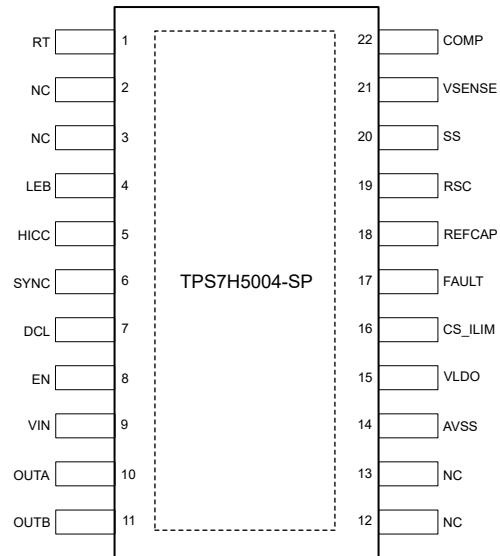 RT 1 22 COMP
NC 2 21 VSENSE
NC 3 20 SS
LEB 4 19 RSC
HICC 5 18 REFCAP
SYNC 6 TPS7H5004-SP 17 FAULT
DCL 7 16 CS_ILIM
EN 8 15 VLDO
VIN 9 14 AVSS
OUTA 10 13 NC
OUTB 11 12 NC